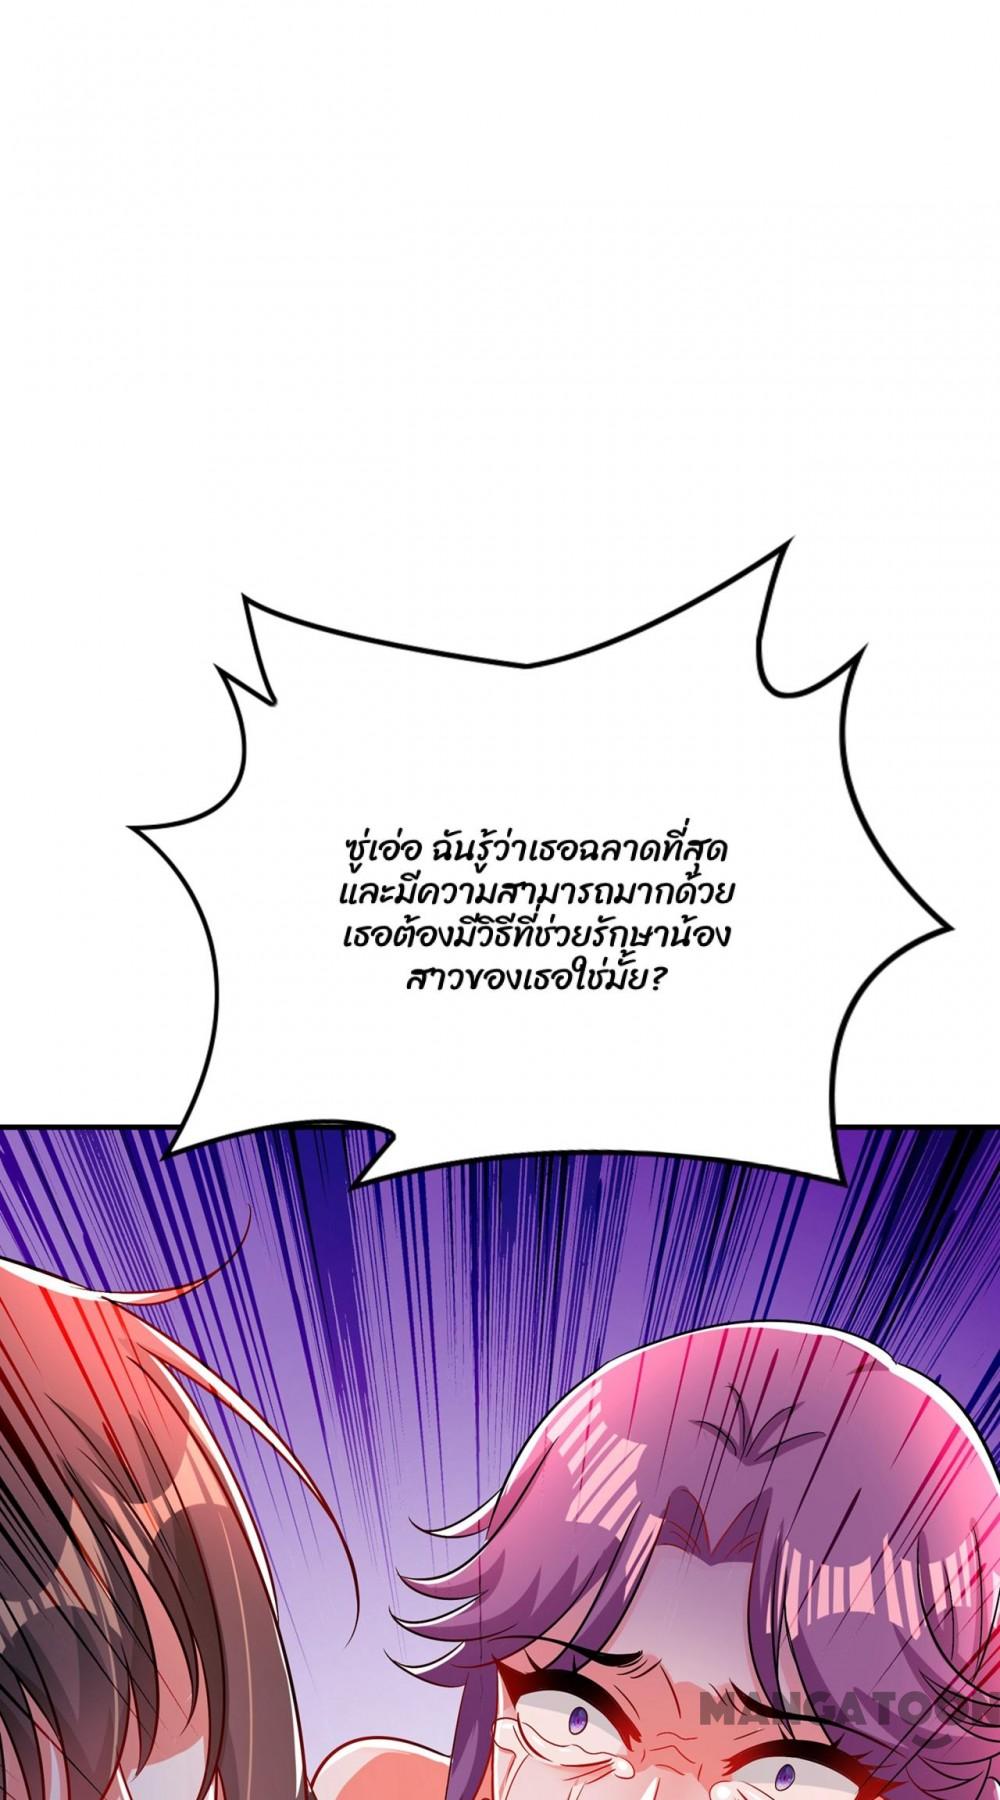 ซู่เอ่อ ฉันรู้ว่าเธอฉลาดที่สุด
และมีความสามารถมากด้วย
เธอต้องมีวิธีที่ช่วยรักษาน้อง
สาวของเธอใช่มั้ย?
MANGATOON